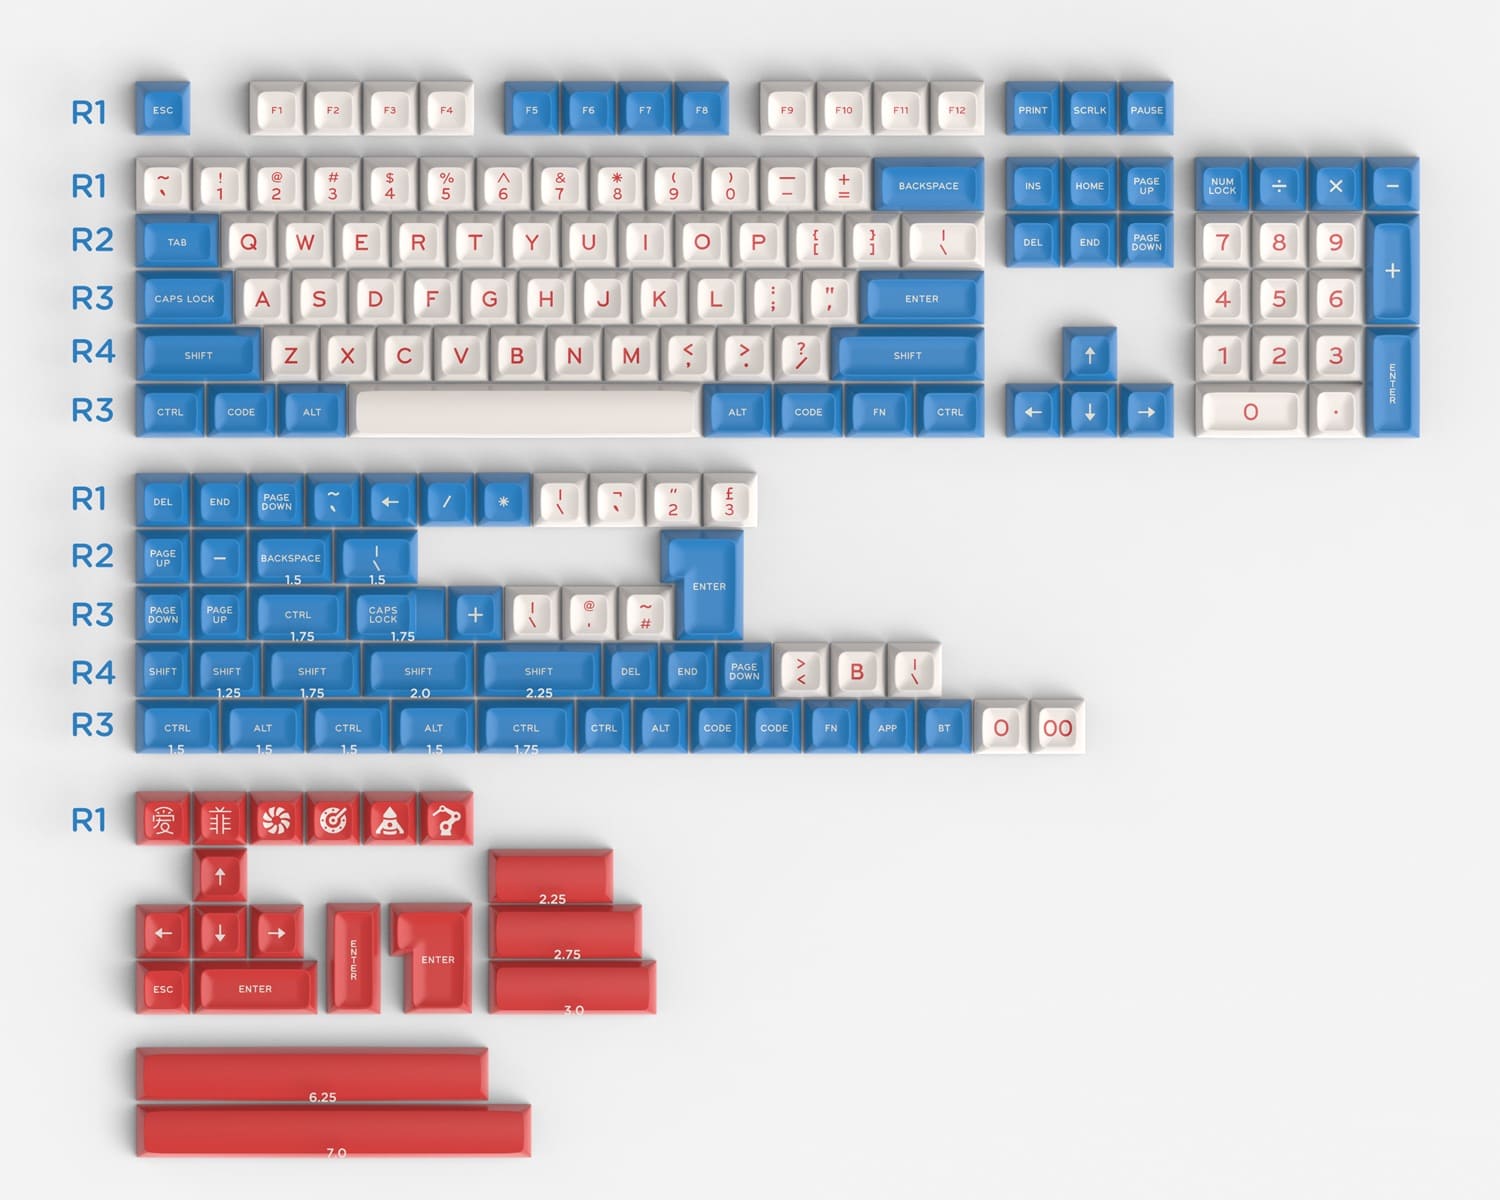 R1 ESC F1 F2 F3 F4 F5 F6 F7 F8 F9 F10 F11 F12 PRINT SCRLK PAUSE
R1 ~ ` ! 1 @ 2 # 3 $ 4 % 5 ^ 6 & 7 * 8 ( 9 ) 0 — – + = BACKSPACE INS HOME PAGE UP NUM LOCK ÷ × −
R2 TAB Q W E R T Y U I O P { [ } ] | \ DEL END PAGE DOWN 7 8 9 +
R3 CAPS LOCK A S D F G H J K L : ; " ' ENTER 4 5 6
R4 SHIFT Z X C V B N M < , > . ? / SHIFT ↑ 1 2 3 ENTER
R3 CTRL CODE ALT ALT CODE FN CTRL ← ↓ → 0 .
R1 DEL END PAGE DOWN ~ ` ← / * | \ ¬ ` " 2 £ 3
R2 PAGE UP − BACKSPACE 1.5 | \ 1.5 ENTER
R3 PAGE DOWN PAGE UP CTRL 1.75 CAPS LOCK 1.75 + | \ @ ' ~ #
R4 SHIFT SHIFT 1.25 SHIFT 1.75 SHIFT 2.0 SHIFT 2.25 DEL END PAGE DOWN > < B | \
R3 CTRL 1.5 ALT 1.5 CTRL 1.5 ALT 1.5 CTRL 1.75 CTRL ALT CODE CODE FN APP BT 0 00
R1 爱
↑ 2.25
← ↓ → ENTER ENTER 2.75
ESC ENTER 3.0
6.25
7.0